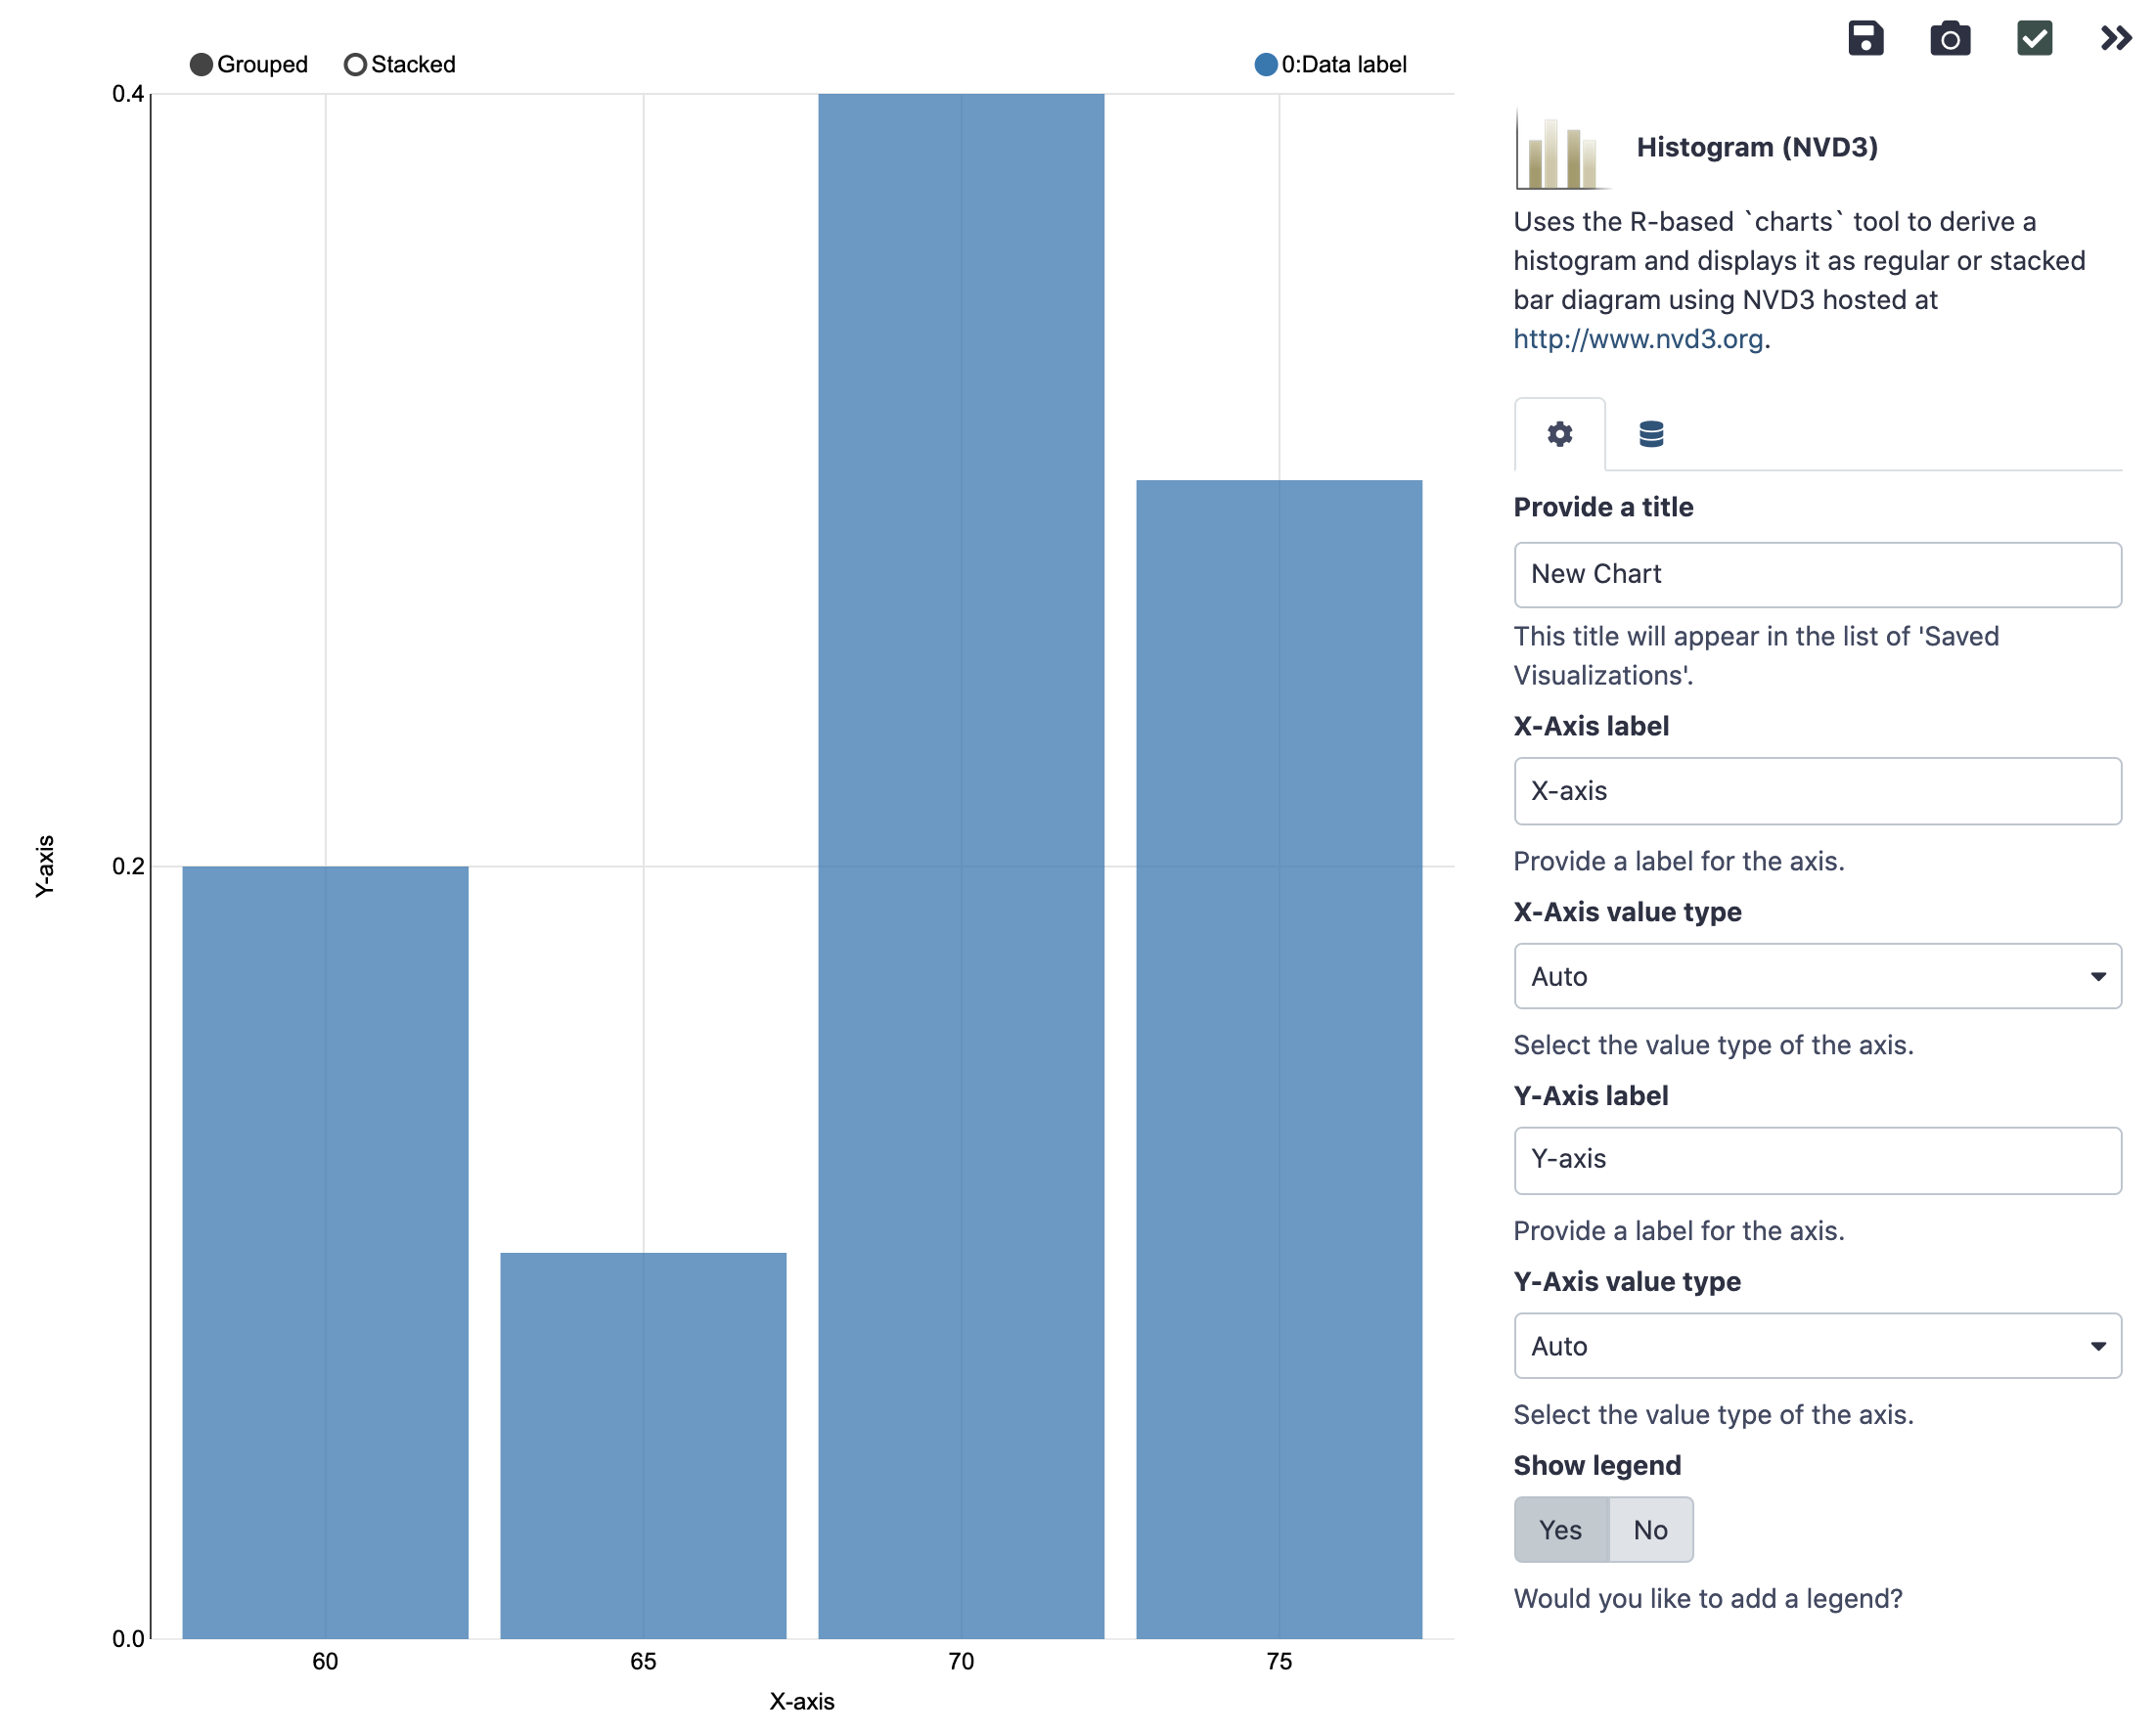 Grouped
Stacked
0:Data label
0.4
0.2
0.0
Y-axis
60
65
70
75
X-axis
Histogram (NVD3)
Uses the R-based `charts` tool to derive a
histogram and displays it as regular or stacked
bar diagram using NVD3 hosted at
http://www.nvd3.org.
Provide a title
New Chart
This title will appear in the list of 'Saved
Visualizations'.
X-Axis label
X-axis
Provide a label for the axis.
X-Axis value type
Auto
Select the value type of the axis.
Y-Axis label
Y-axis
Provide a label for the axis.
Y-Axis value type
Auto
Select the value type of the axis.
Show legend
Yes
No
Would you like to add a legend?